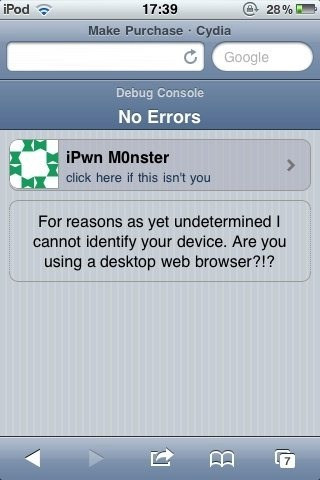 iPod 17:39 28%
Make Purchase · Cydia
Google
Debug Console
No Errors
iPwn M0nster
click here if this isn't you
For reasons as yet undetermined I
cannot identify your device. Are you
using a desktop web browser?!?
7